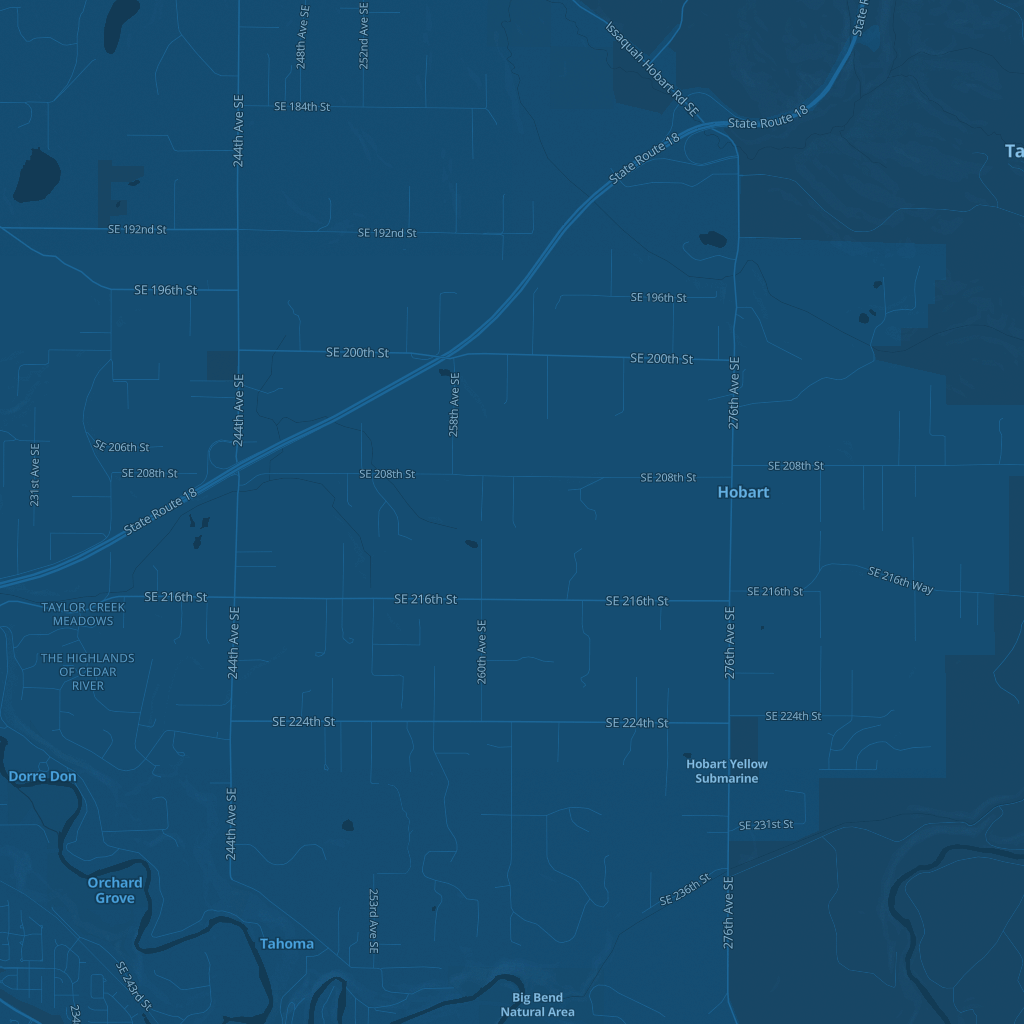 248th Ave SE
252nd Ave SE
Issaquah Hobart Rd SE
State R
SE 184th St
244th Ave SE
State Route 18
State Route 18
Ta
SE 192nd St
SE 192nd St
SE 196th St
SE 196th St
SE 200th St
SE 200th St
244th Ave SE
258th Ave SE
276th Ave SE
SE 206th St
231st Ave SE
SE 208th St
SE 208th St
SE 208th St
SE 208th St
Hobart
State Route 18
SE 216th Way
SE 216th St
SE 216th St
SE 216th St
SE 216th St
TAYLOR CREEK
MEADOWS
244th Ave SE
260th Ave SE
276th Ave SE
THE HIGHLANDS
OF CEDAR
RIVER
SE 224th St
SE 224th St
SE 224th St
Dorre Don
Hobart Yellow
Submarine
244th Ave SE
SE 231st St
Orchard
Grove
SE 236th St
253rd Ave SE
276th Ave SE
Tahoma
SE 243rd St
Big Bend
Natural Area
234